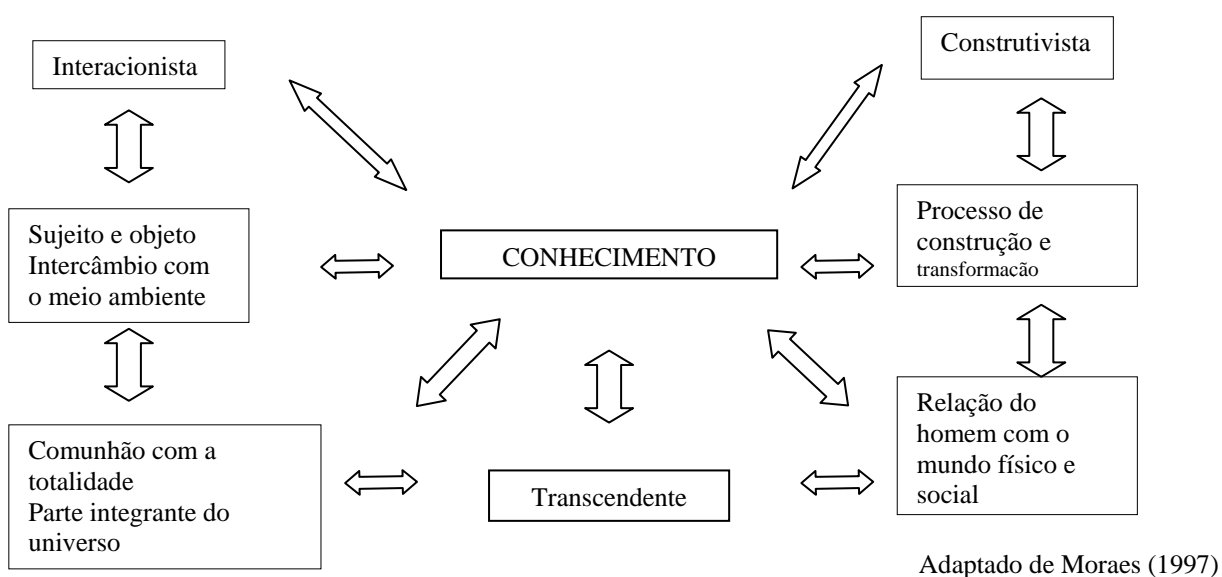 Interacionista
Construtivista
Sujeito e objeto
Intercâmbio com
o meio ambiente
CONHECIMENTO
Processo de
construção e
transformação
Comunhão com a
totalidade
Parte integrante do
universo
Transcendente
Relação do
homem com o
mundo físico e
social
Adaptado de Moraes (1997)